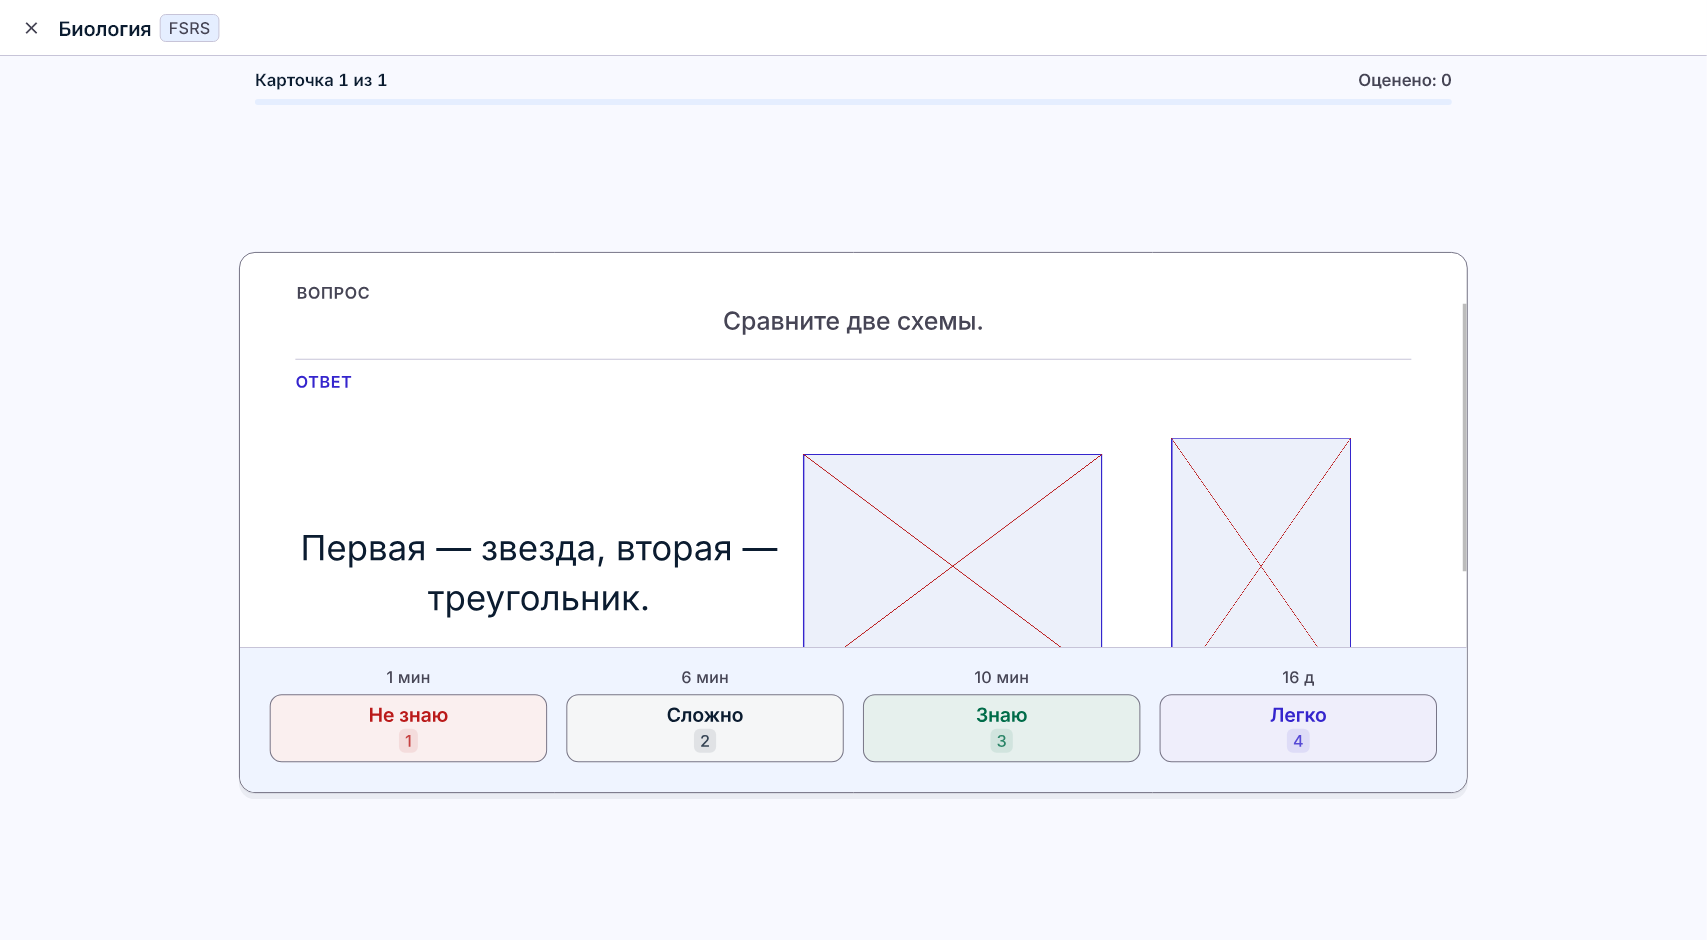 Биология FSRS
Карточка 1 из 1
Оценено: 0
ВОПРОС
Сравните две схемы.
ОТВЕТ
Первая — звезда, вторая —
треугольник.
1 мин
Не знаю
1
6 мин
Сложно
2
10 мин
Знаю
3
16 д
Легко
4